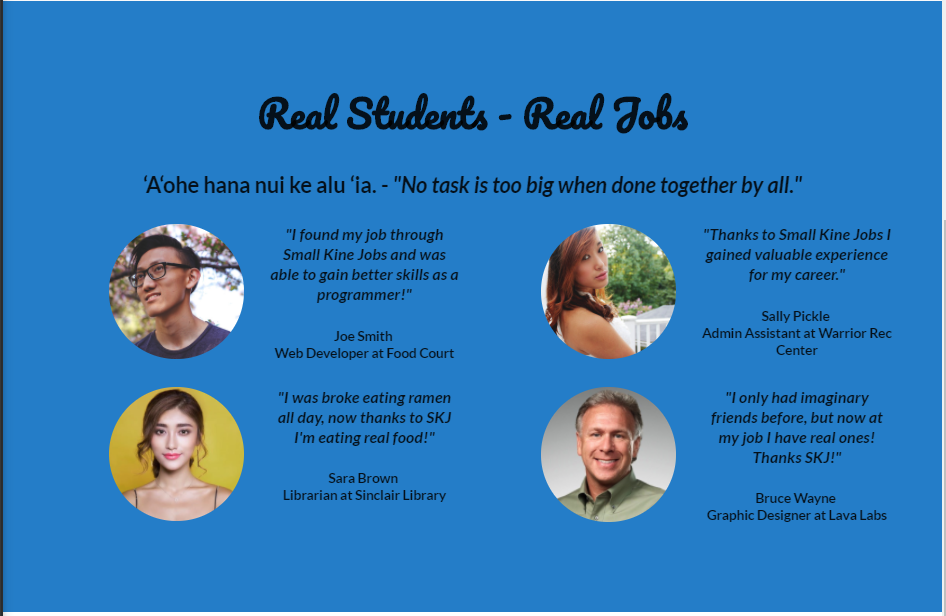 Real Students - Real Jobs
‘A‘ohe hana nui ke alu ‘ia. - "No task is too big when done together by all."
"I found my job through
Small Kine Jobs and was
able to gain better skills as a
programmer!"
Joe Smith
Web Developer at Food Court
"Thanks to Small Kine Jobs I
gained valuable experience
for my career."
Sally Pickle
Admin Assistant at Warrior Rec
Center
"I was broke eating ramen
all day, now thanks to SKJ
I'm eating real food!"
Sara Brown
Librarian at Sinclair Library
"I only had imaginary
friends before, but now at
my job I have real ones!
Thanks SKJ!"
Bruce Wayne
Graphic Designer at Lava Labs